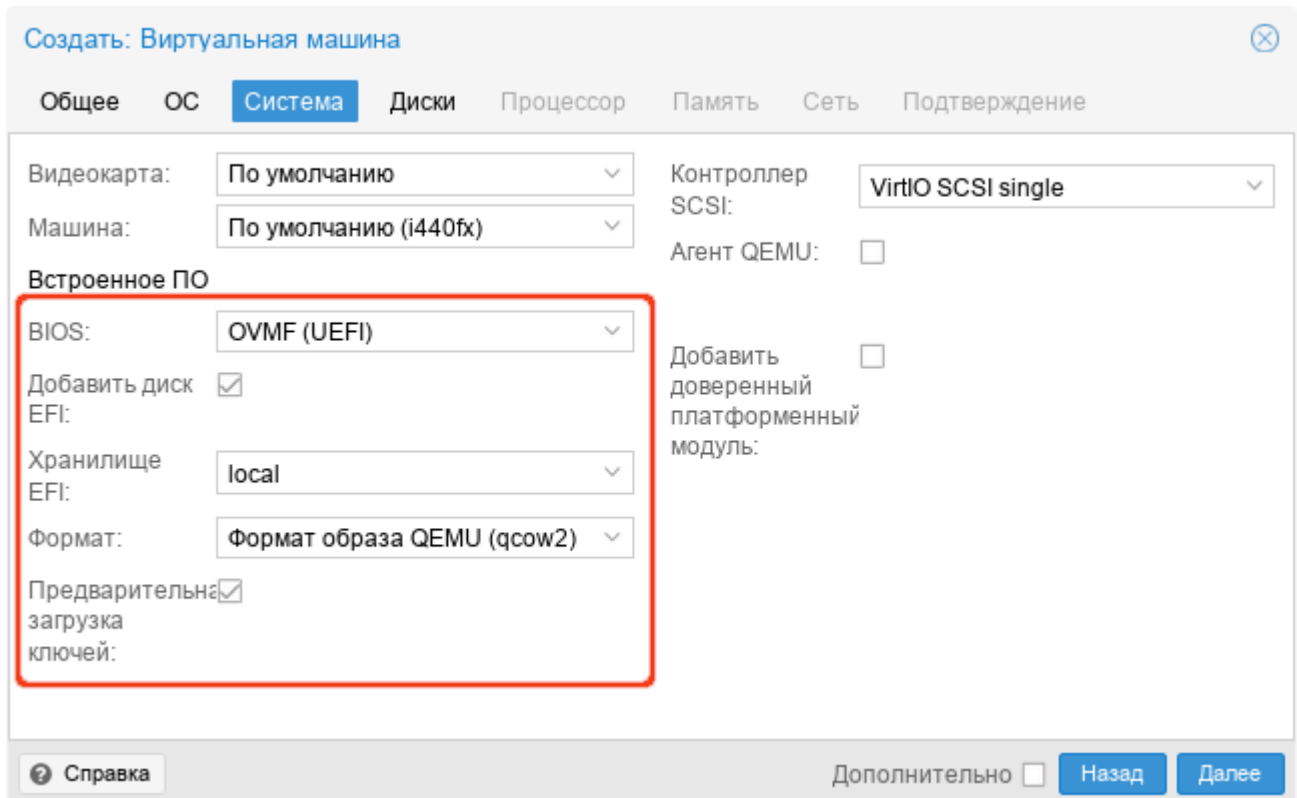 Создать: Виртуальная машина
Общее ОС Система Диски Процессор Память Сеть Подтверждение
Видеокарта: По умолчанию
Машина: По умолчанию (i440fx)
Встроенное ПО
BIOS: OVMF (UEFI)
Добавить диск
EFI:
Хранилище
EFI:
local
Формат: Формат образа QEMU (qcow2)
Предварительна
загрузка
ключей:
Контроллер
SCSI:
VirtIO SCSI single
Агент QEMU:
Добавить
доверенный
платформенный
модуль:
Справка
Дополнительно Назад Далее